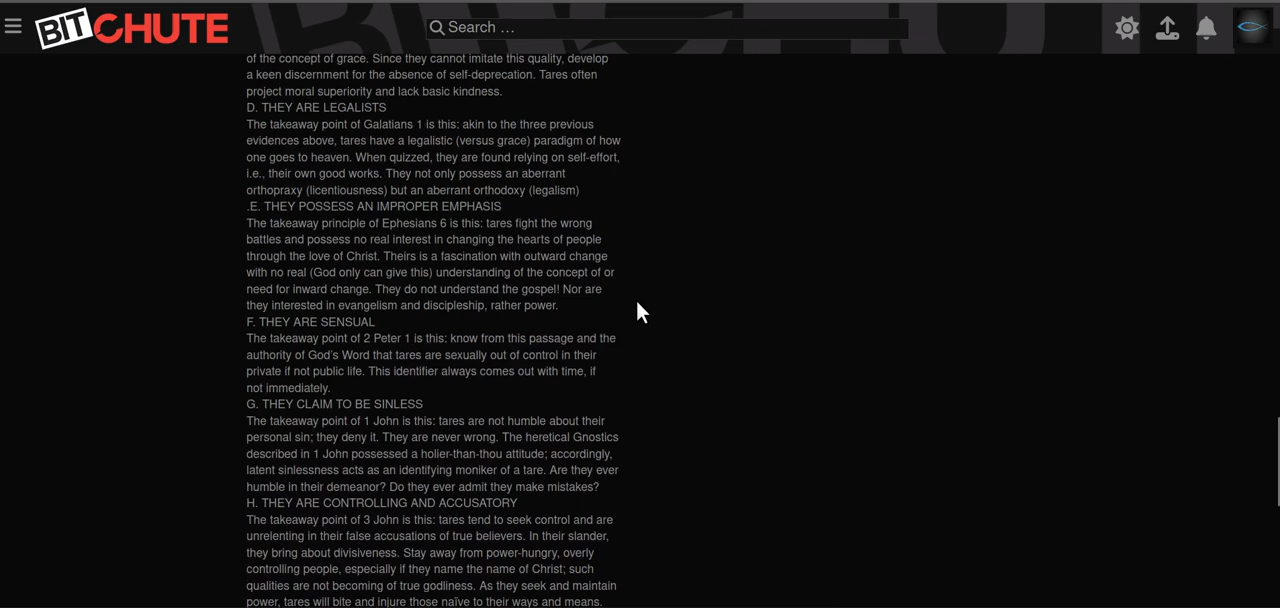 BITCHUTE
Search ...
of the concept of grace. Since they cannot imitate this quality, develop
a keen discernment for the absence of self-deprecation. Tares often
project moral superiority and lack basic kindness.
D. THEY ARE LEGALISTS
The takeaway point of Galatians 1 is this: akin to the three previous
evidences above, tares have a legalistic (versus grace) paradigm of how
one goes to heaven. When quizzed, they are found relying on self-effort,
i.e., their own good works. They not only possess an aberrant
orthopraxy (licentiousness) but an aberrant orthodoxy (legalism)
.E. THEY POSSESS AN IMPROPER EMPHASIS
The takeaway principle of Ephesians 6 is this: tares fight the wrong
battles and possess no real interest in changing the hearts of people
through the love of Christ. Theirs is a fascination with outward change
with no real (God only can give this) understanding of the concept of or
need for inward change. They do not understand the gospel! Nor are
they interested in evangelism and discipleship, rather power.
F. THEY ARE SENSUAL
The takeaway point of 2 Peter 1 is this: know from this passage and the
authority of God's Word that tares are sexually out of control in their
private if not public life. This identifier always comes out with time, if
not immediately.
G. THEY CLAIM TO BE SINLESS
The takeaway point of 1 John is this: tares are not humble about their
personal sin; they deny it. They are never wrong. The heretical Gnostics
described in 1 John possessed a holier-than-thou attitude; accordingly,
latent sinlessness acts as an identifying moniker of a tare. Are they ever
humble in their demeanor? Do they ever admit they make mistakes?
H. THEY ARE CONTROLLING AND ACCUSATORY
The takeaway point of 3 John is this: tares tend to seek control and are
unrelenting in their false accusations of true believers. In their slander,
they bring about divisiveness. Stay away from power-hungry, overly
controlling people, especially if they name the name of Christ; such
qualities are not becoming of true godliness. As they seek and maintain
power, tares will bite and injure those naïve to their ways and means.